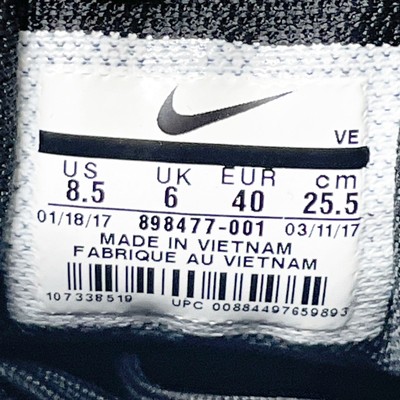 VE
US UK EUR cm
8.5 6 40 25.5
01/18/17 898477-001 03/11/17
MADE IN VIETNAM
FABRIQUE AU VIETNAM
107338519 UPC 00884497659893